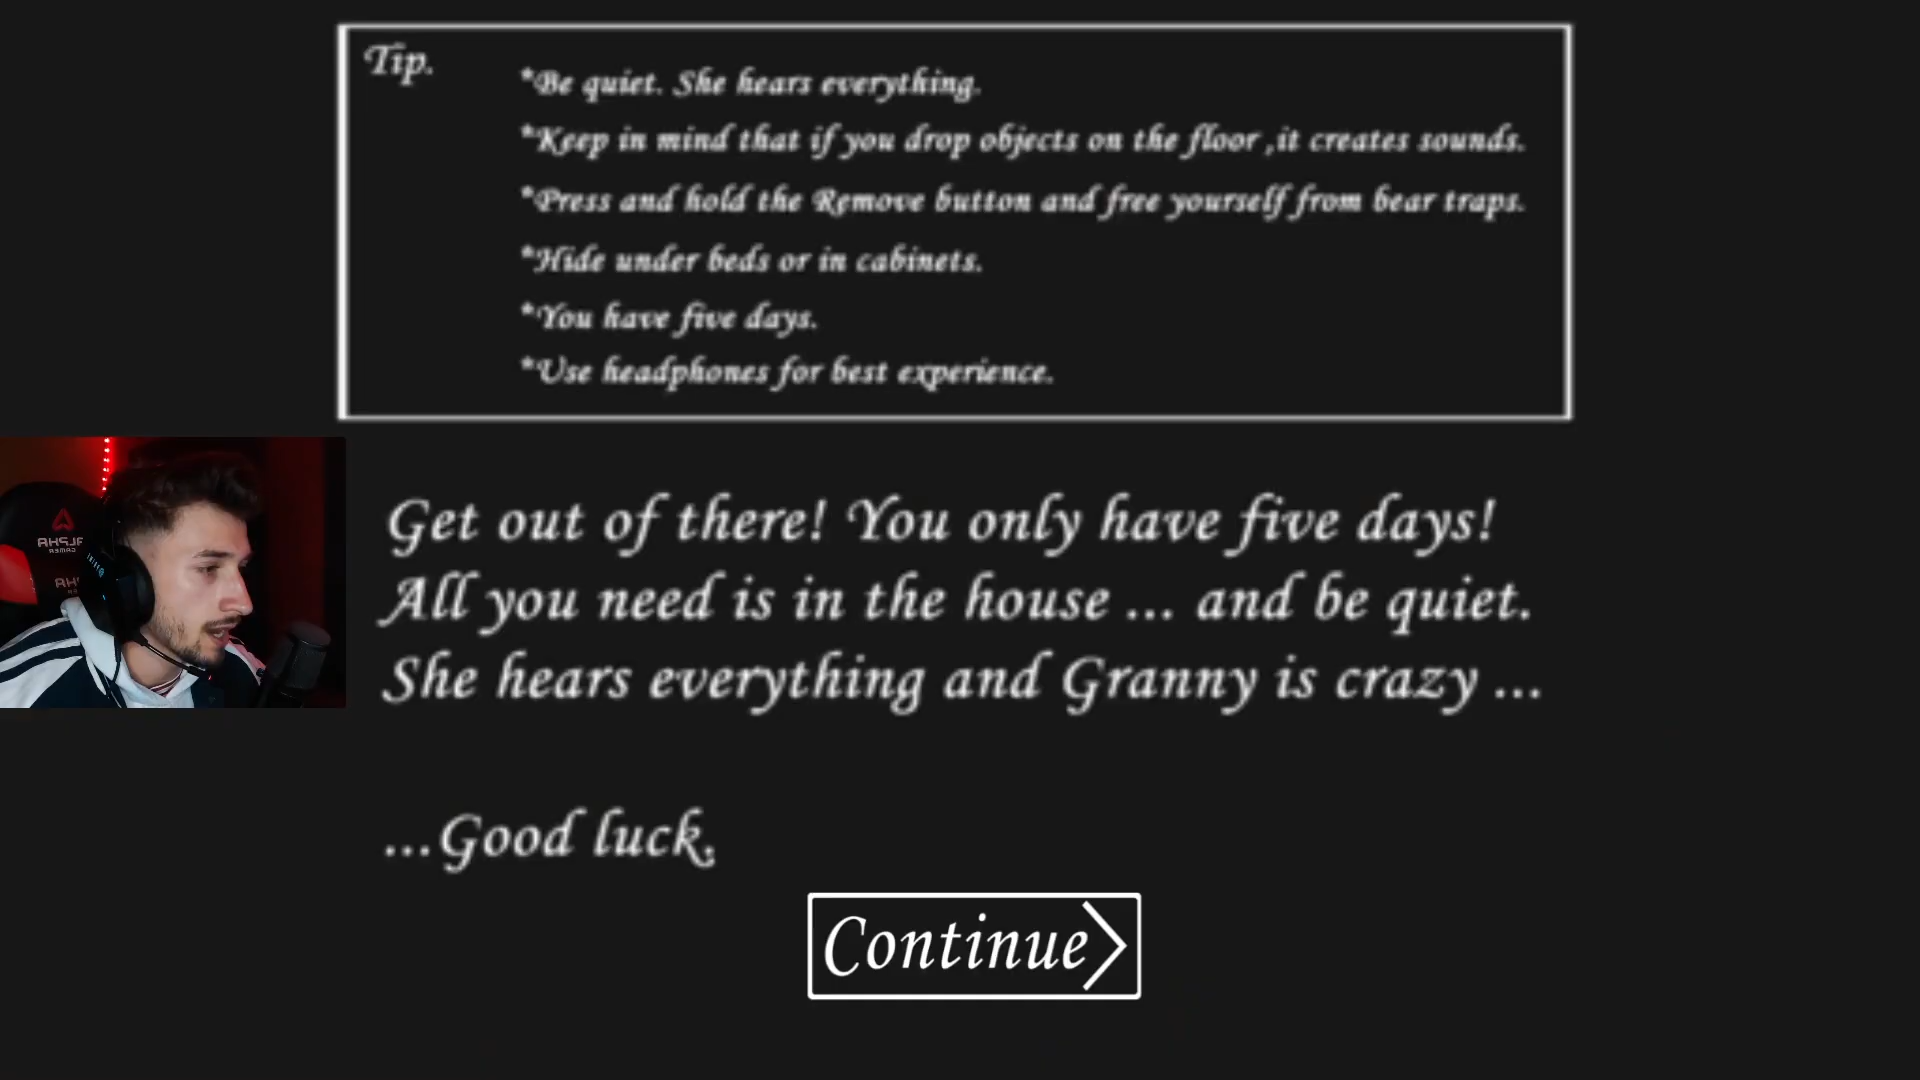 Tip.
*Be quiet. She hears everything.
*Keep in mind that if you drop objects on the floor ,it creates sounds.
*Press and hold the Remove button and free yourself from bear traps.
*Hide under beds or in cabinets.
*You have five days.
*Use headphones for best experience.
Get out of there! You only have five days!
All you need is in the house ... and be quiet.
She hears everything and Granny is crazy ...
...Good luck.
Continue>
ALPHA
GAMER